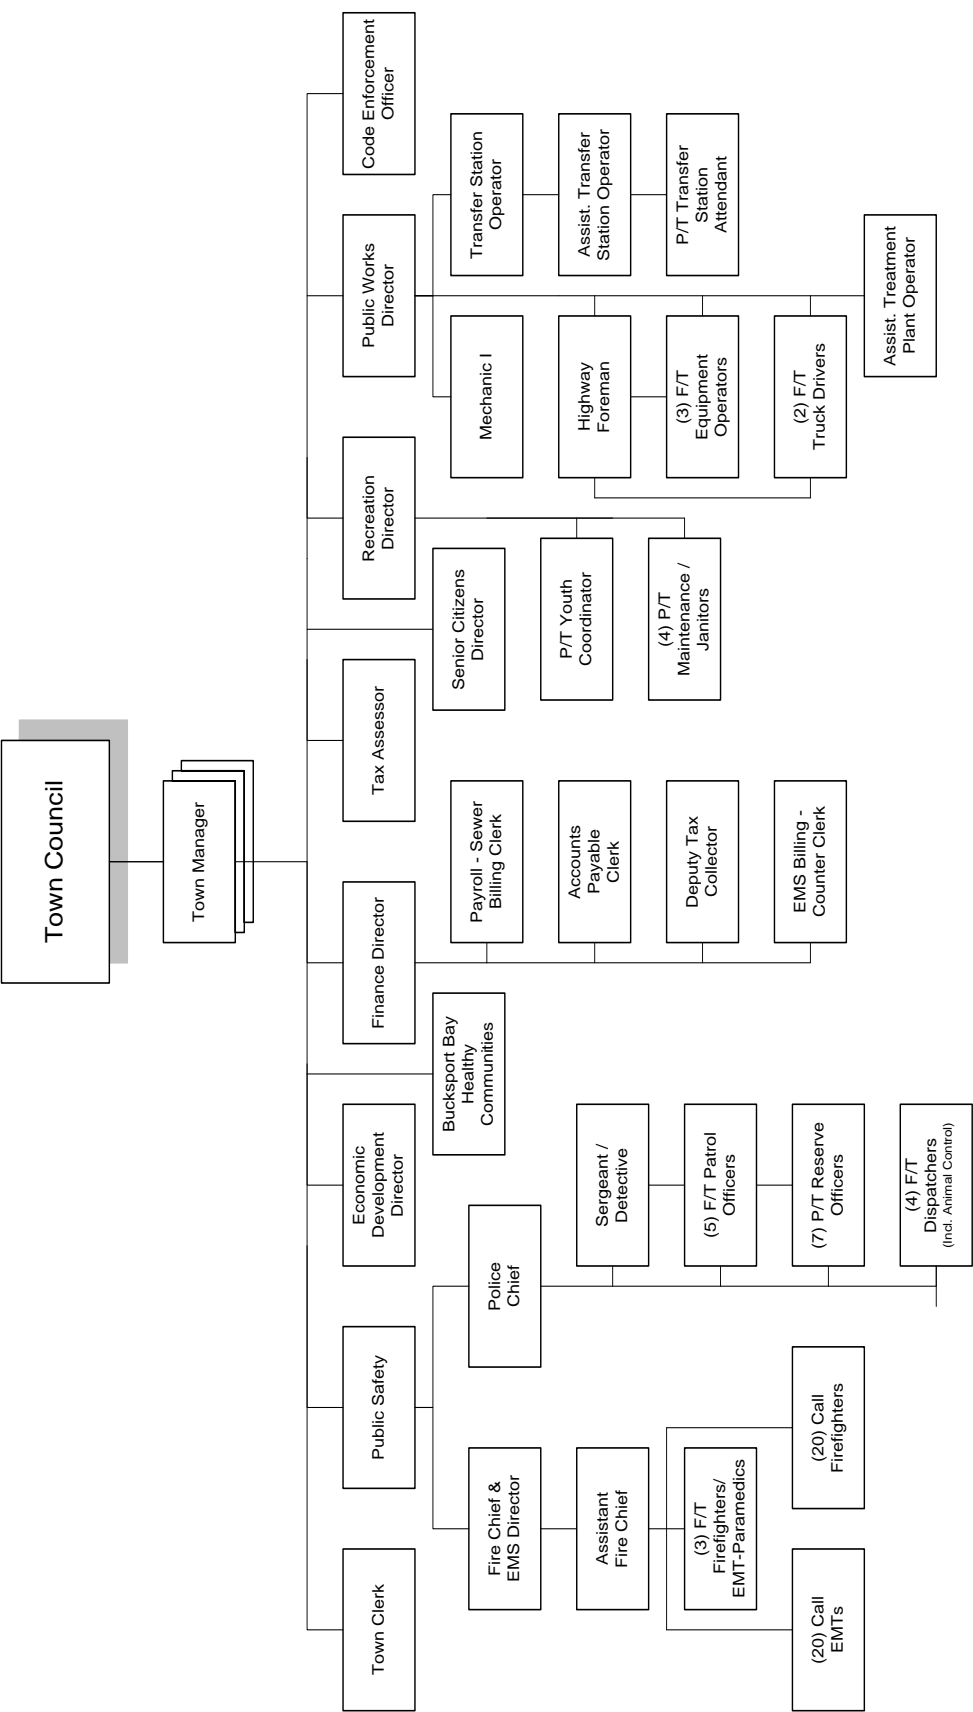 Town Council
Town Manager
Town Clerk
Public Safety
Economic
Development
Director
Finance Director
Tax Assessor
Recreation
Director
Public Works
Director
Code Enforcement
Officer
Bucksport Bay
Healthy
Communities
Senior Citizens
Director
Fire Chief &
EMS Director
Assistant
Fire Chief
(3) F/T
Firefighters/
EMT-Paramedics
(20) Call
EMTs
(20) Call
Firefighters
Police
Chief
Sergeant /
Detective
(5) F/T Patrol
Officers
(7) P/T Reserve
Officers
(4) F/T
Dispatchers
(Incl. Animal Control)
Payroll - Sewer
Billing Clerk
Accounts
Payable
Clerk
Deputy Tax
Collector
EMS Billing -
Counter Clerk
P/T Youth
Coordinator
(4) P/T
Maintenance /
Janitors
Mechanic I
Highway
Foreman
(3) F/T
Equipment
Operators
(2) F/T
Truck Drivers
Transfer Station
Operator
Assist. Transfer
Station Operator
P/T Transfer
Station
Attendant
Assist. Treatment
Plant Operator